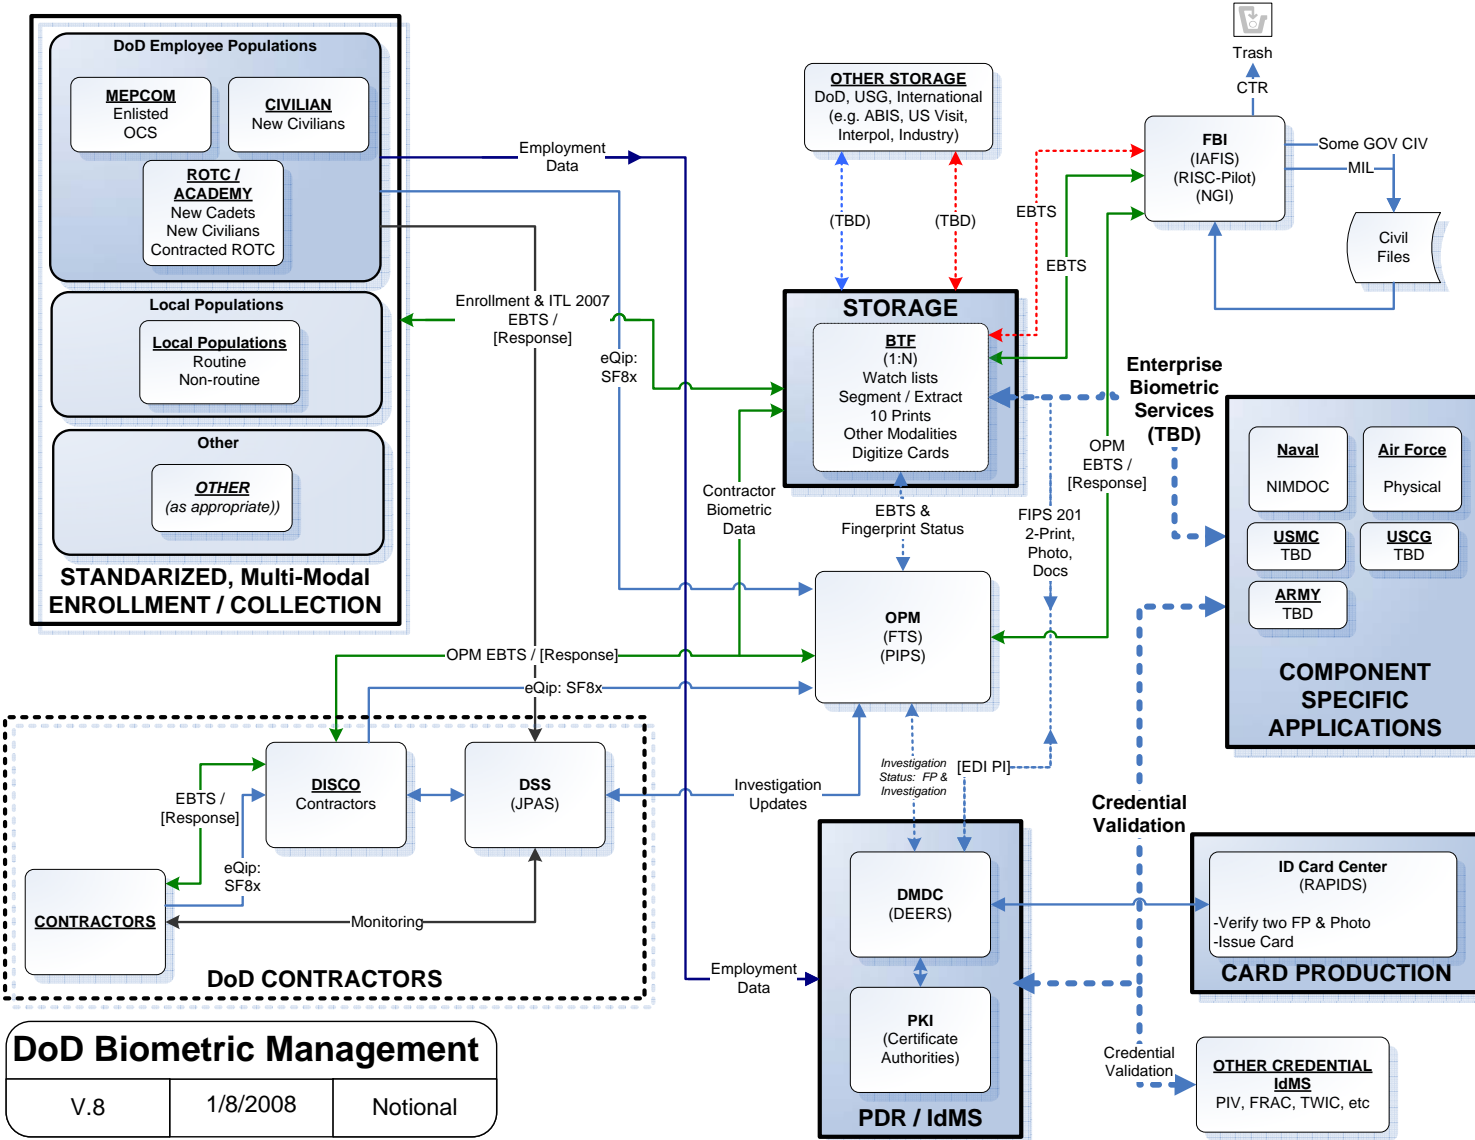 DoD Employee Populations
MEPCOM
Enlisted
OCS
CIVILIAN
New Civilians
ROTC /
ACADEMY
New Cadets
New Civilians
Contracted ROTC
Local Populations
Local Populations
Routine
Non-routine
Other
OTHER
(as appropriate))
STANDARIZED, Multi-Modal
ENROLLMENT / COLLECTION
Employment
Data
Enrollment & ITL 2007
EBTS /
[Response]
eQip:
SF8x
OTHER STORAGE
DoD, USG, International
(e.g. ABIS, US Visit,
Interpol, Industry)
(TBD)
(TBD)
Trash
CTR
FBI
(IAFIS)
(RISC-Pilot)
(NGI)
Some GOV CIV
MIL
Civil
Files
EBTS
EBTS
STORAGE
BTF
(1:N)
Watch lists
Segment / Extract
10 Prints
Other Modalities
Digitize Cards
Enterprise
Biometric
Services
(TBD)
OPM
EBTS /
[Response]
Contractor
Biometric
Data
EBTS &
Fingerprint Status
FIPS 201
2-Print,
Photo,
Docs
Naval
NIMDOC
Air Force
Physical
USMC
TBD
USCG
TBD
ARMY
TBD
COMPONENT
SPECIFIC
APPLICATIONS
OPM
(FTS)
(PIPS)
OPM EBTS / [Response]
eQip: SF8x
DISCO
Contractors
DSS
(JPAS)
EBTS /
[Response]
eQip:
SF8x
CONTRACTORS
Monitoring
DoD CONTRACTORS
Investigation
Updates
Investigation
Status: FP &
Investigation
[EDI PI]
Credential
Validation
DMDC
(DEERS)
PKI
(Certificate
Authorities)
PDR / IdMS
Employment
Data
ID Card Center
(RAPIDS)
-Verify two FP & Photo
-Issue Card
CARD PRODUCTION
Credential
Validation
OTHER CREDENTIAL
IdMS
PIV, FRAC, TWIC, etc
DoD Biometric Management
V.8
1/8/2008
Notional